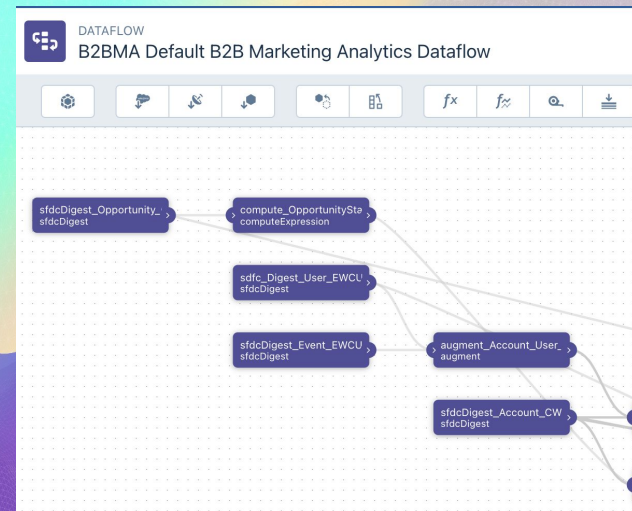 DATAFLOW
B2BMA Default B2B Marketing Analytics Dataflow
fx
f
sfdcDigest_Opportunity_
sfdcDigest
compute_OpportunitySta
computeExpression
sdfc_Digest_User_EWCU
sfdcDigest
sfdcDigest_Event_EWCU
sfdcDigest
augment_Account_User_
augment
sfdcDigest_Account_CW
sfdcDigest